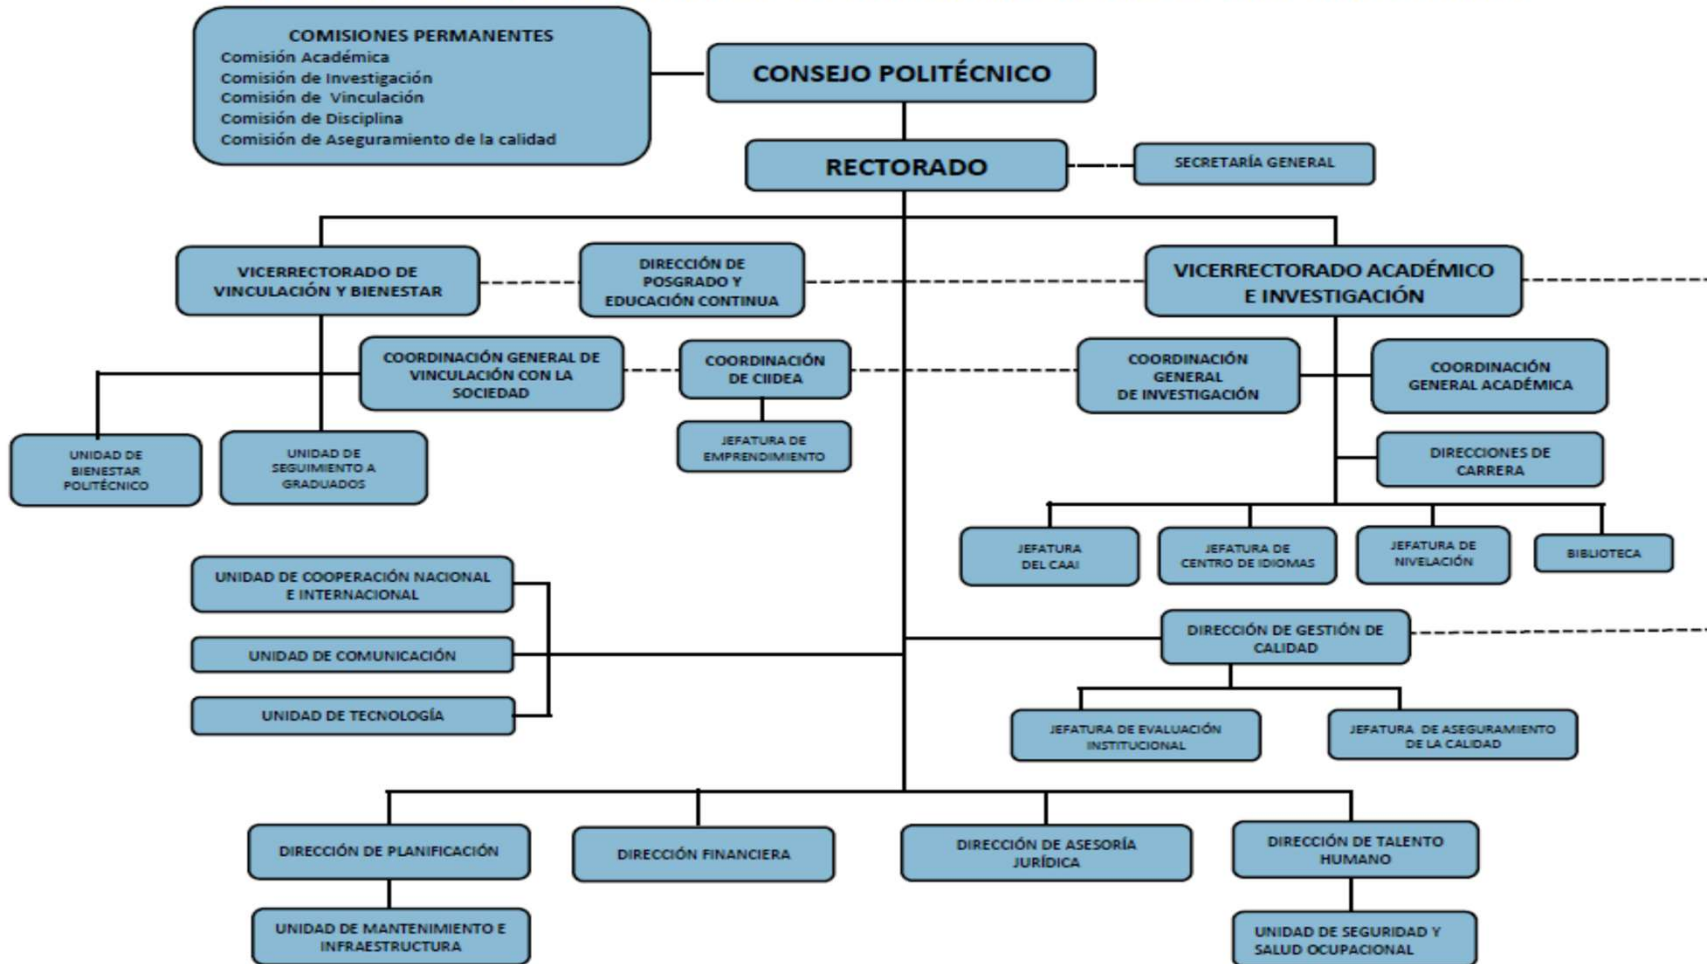 COMISIONES PERMANENTES
Comisión Académica
Comisión de Investigación
Comisión de Vinculación
Comisión de Disciplina
Comisión de Aseguramiento de la calidad
CONSEJO POLITÉCNICO
RECTORADO
SECRETARÍA GENERAL
VICERRECTORADO DE
VINCULACIÓN Y BIENESTAR
DIRECCIÓN DE
POSGRADO Y
EDUCACIÓN CONTINUA
VICERRECTORADO ACADÉMICO
E INVESTIGACIÓN
COORDINACIÓN GENERAL DE
VINCULACIÓN CON LA
SOCIEDAD
COORDINACIÓN
DE CIIDEA
COORDINACIÓN
GENERAL
DE INVESTIGACIÓN
COORDINACIÓN
GENERAL ACADÉMICA
UNIDAD DE
BIENESTAR
POLITÉCNICO
UNIDAD DE
SEGUIMIENTO A
GRADUADOS
JEFATURA DE
EMPRENDIMIENTO
DIRECCIONES DE
CARRERA
JEFATURA
DEL CAAI
JEFATURA DE
CENTRO DE IDIOMAS
JEFATURA DE
NIVELACIÓN
BIBLIOTECA
UNIDAD DE COOPERACIÓN NACIONAL
E INTERNACIONAL
UNIDAD DE COMUNICACIÓN
UNIDAD DE TECNOLOGÍA
DIRECCIÓN DE GESTIÓN DE
CALIDAD
JEFATURA DE EVALUACIÓN
INSTITUCIONAL
JEFATURA DE ASEGURAMIENTO
DE LA CALIDAD
DIRECCIÓN DE PLANIFICACIÓN
DIRECCIÓN FINANCIERA
DIRECCIÓN DE ASESORÍA
JURÍDICA
DIRECCIÓN DE TALENTO
HUMANO
UNIDAD DE MANTENIMIENTO E
INFRAESTRUCTURA
UNIDAD DE SEGURIDAD Y
SALUD OCUPACIONAL